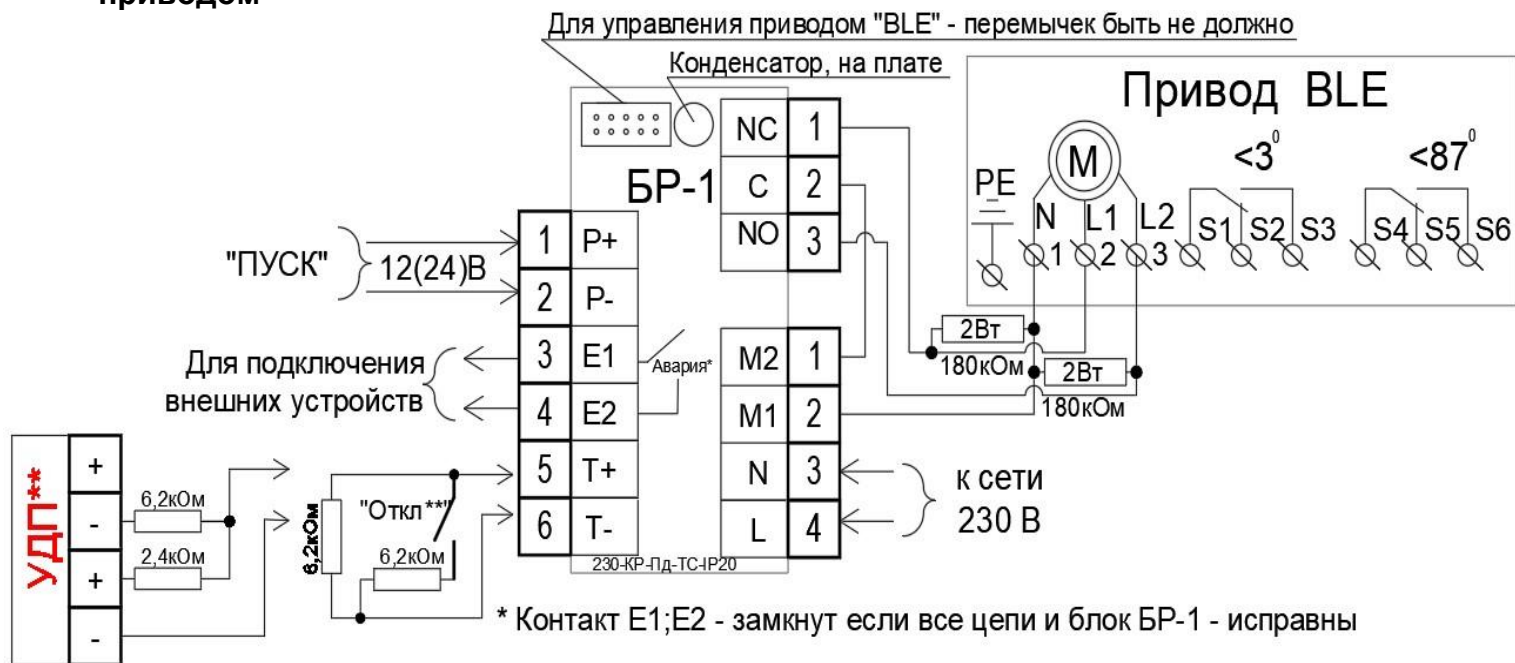 приводом
Для управления приводом "BLE" - перемычек быть не должно
Конденсатор, на плате
Привод BLE
NC 1
C 2
NO 3
БР-1
M
<3⁰
<87⁰
PE
N L1 L2
S1 S2 S3
S4 S5 S6
1 2 3
"ПУСК"
12(24)В
1 P+
2 P-
3 E1
4 E2
5 T+
6 T-
Авария*
M2 1
M1 2
N 3
L 4
2Вт
180кОм
2Вт
180кОм
Для подключения
внешних устройств
к сети
230 В
УДП**
+
-
+
-
6,2кОм
2,4кОм
6,2кОм
"Откл**"
6,2кОм
230-КР-Пд-ТС-IP20
* Контакт E1;E2 - замкнут если все цепи и блок БР-1 - исправны